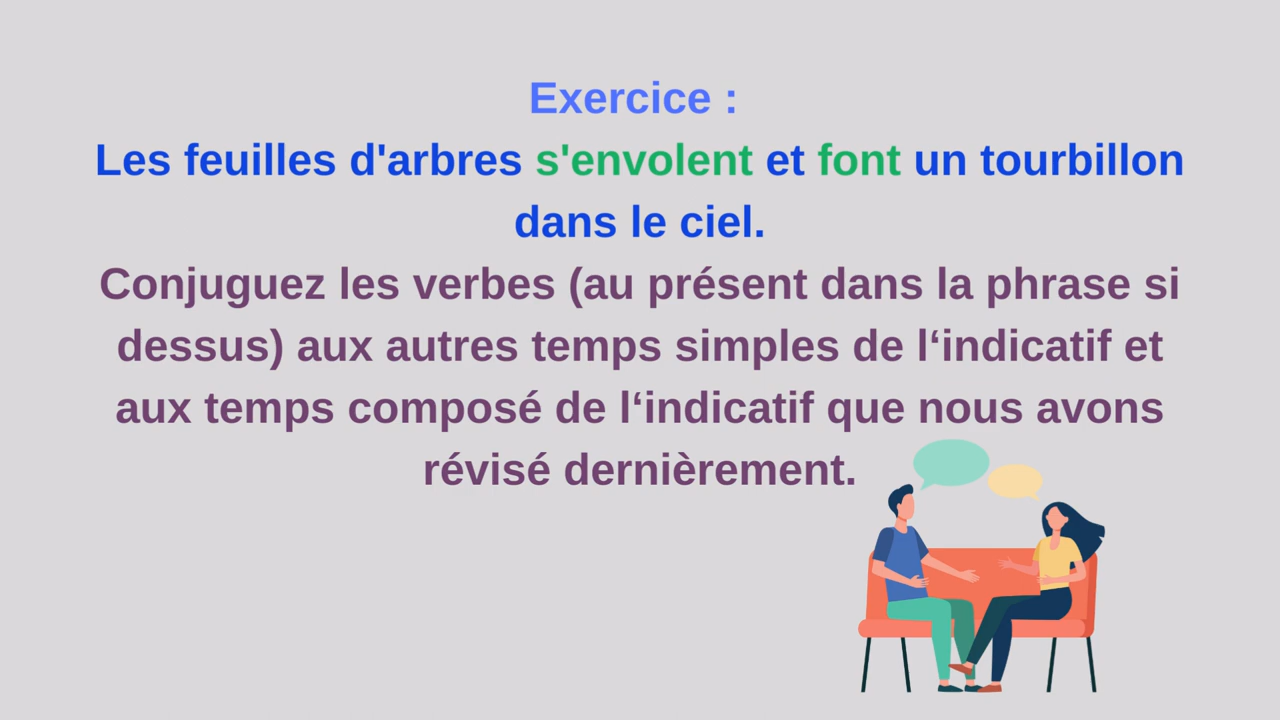 Exercice :
Les feuilles d'arbres s'envolent et font un tourbillon
dans le ciel.
Conjuguez les verbes (au présent dans la phrase si
dessus) aux autres temps simples de l‘indicatif et
aux temps composé de l‘indicatif que nous avons
révisé dernièrement.